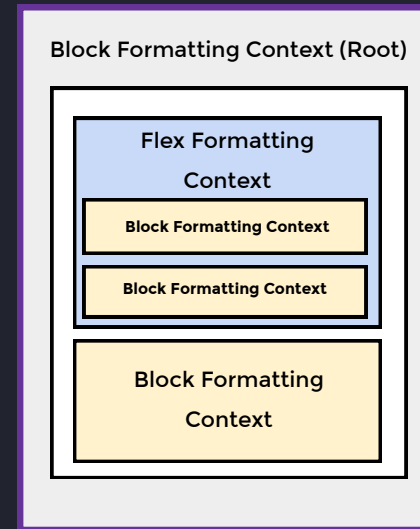 Block Formatting Context (Root)
Flex Formatting
Context
Block Formatting Context
Block Formatting Context
Block Formatting
Context